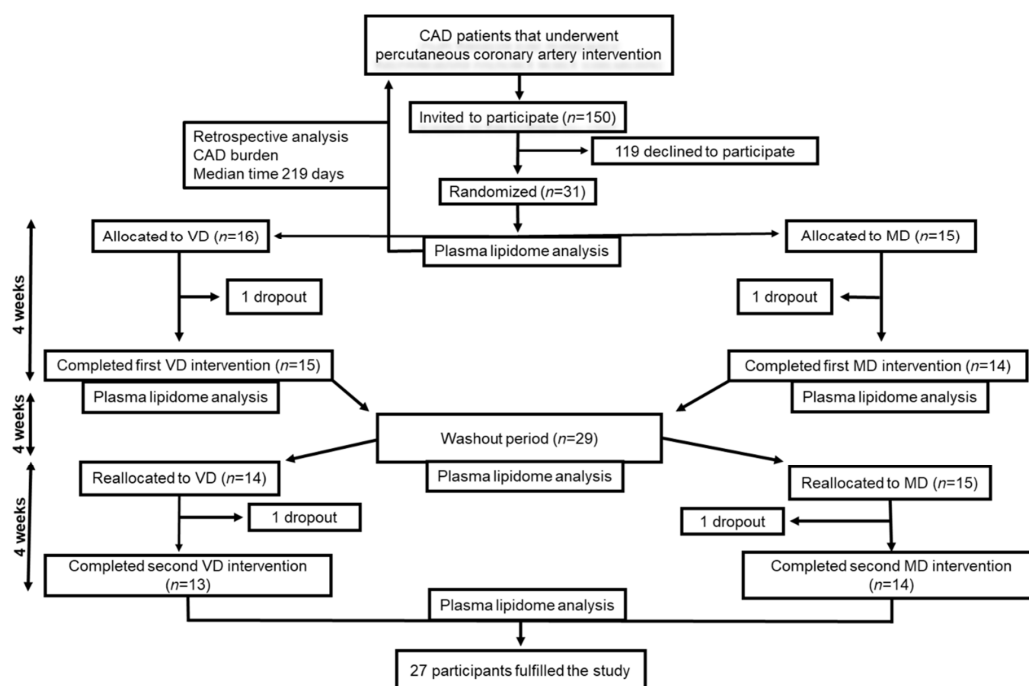 CAD patients that underwent
percutaneous coronary artery intervention
Invited to participate (n=150)
119 declined to participate
Retrospective analysis
CAD burden
Median time 219 days
Randomized (n=31)
Allocated to VD (n=16)
Plasma lipidome analysis
Allocated to MD (n=15)
4 weeks
1 dropout
1 dropout
Completed first VD intervention (n=15)
Completed first MD intervention (n=14)
Plasma lipidome analysis
Plasma lipidome analysis
4 weeks
Washout period (n=29)
Plasma lipidome analysis
Reallocated to VD (n=14)
Reallocated to MD (n=15)
4 weeks
1 dropout
1 dropout
Completed second VD intervention
(n=13)
Completed second MD intervention
(n=14)
Plasma lipidome analysis
27 participants fulfilled the study